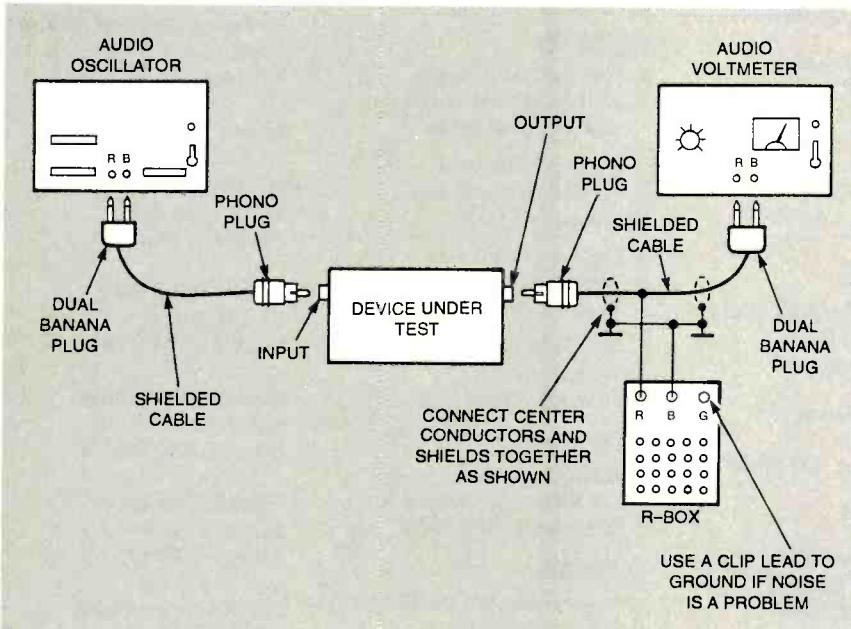 AUDIO
OSCILLATOR
R B
DUAL
BANANA
PLUG
SHIELDED
CABLE
PHONO
PLUG
INPUT
DEVICE UNDER
TEST
OUTPUT
PHONO
PLUG
SHIELDED
CABLE
AUDIO
VOLTMETER
R B
DUAL
BANANA
PLUG
CONNECT CENTER
CONDUCTORS AND
SHIELDS TOGETHER
AS SHOWN
R B G
R-BOX
USE A CLIP LEAD TO
GROUND IF NOISE
IS A PROBLEM